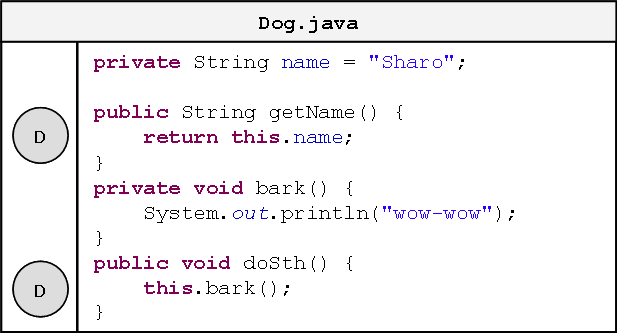 Dog.java
private String name = "Sharo";
public String getName() {
D
return this.name;
}
private void bark() {
System.out.println("wow-wow");
}
public void doSth() {
D
this.bark();
}